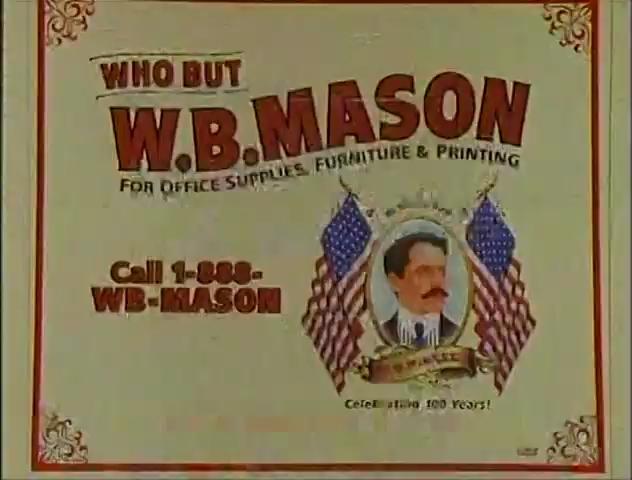 WHO BUT
W.B.MASON
FOR OFFICE SUPPLIES, FURNITURE & PRINTING
Call 1-888-
WB-MASON
Celebrating 100 Years!